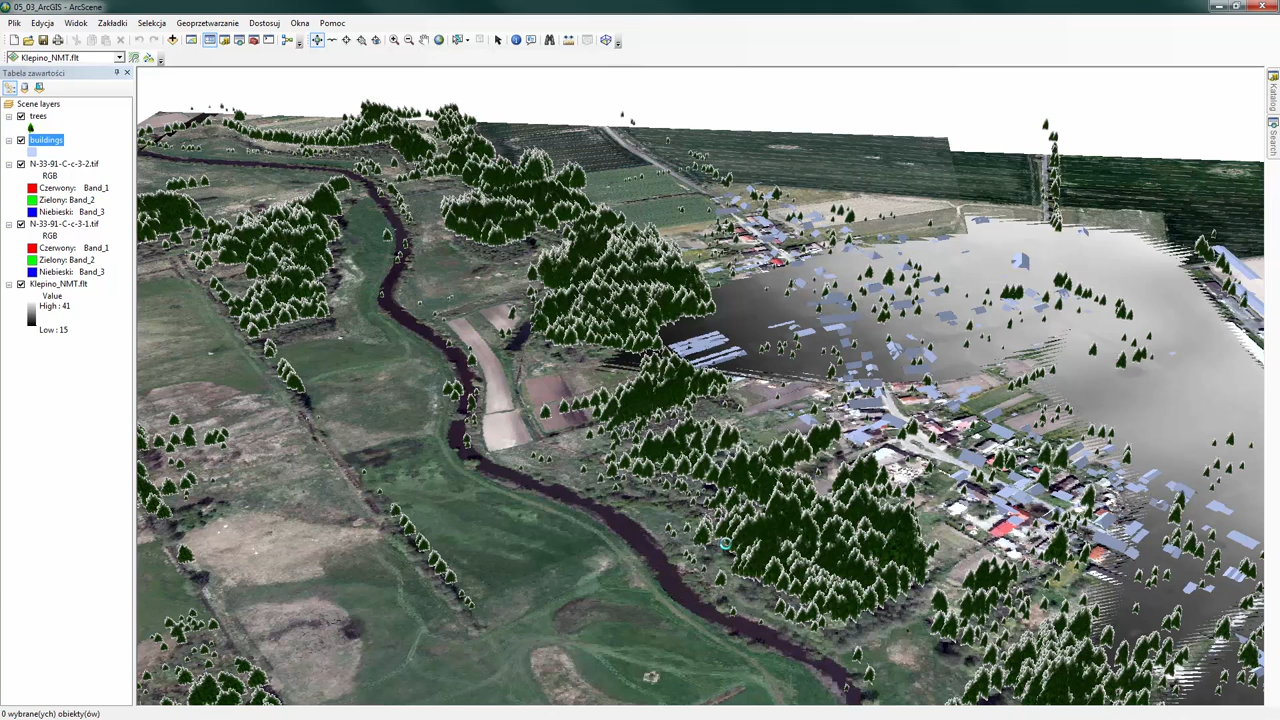 05_03_ArcGIS - ArcScene
Plik Edycja Widok Zakładki Selekcja Geoprzetwarzanie Dostosuj Okna Pomoc
Klepino_NMT.flt
Tabela zawartości
Scene layers
trees
buildings
N-33-91-C-c-3-2.tif
RGB
Czerwony: Band_1
Zielony: Band_2
Niebieski: Band_3
N-33-91-C-c-3-1.tif
RGB
Czerwony: Band_1
Zielony: Band_2
Niebieski: Band_3
Klepino_NMT.flt
Value
High : 41
Low : 15
Katalog
Search
0 wybrane(ych) obiekty(ów)